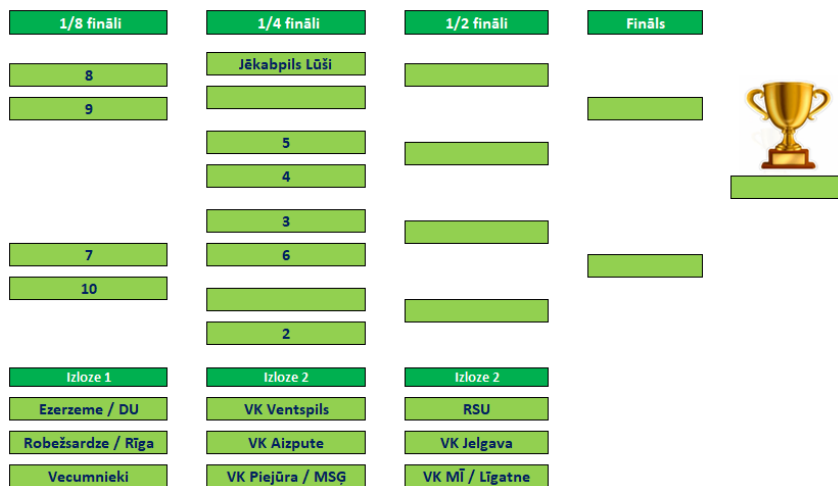 1/8 fināli
1/4 fināli
1/2 fināli
Fināls
Jēkabpils Lūši
8
9
5
4
3
7
6
10
2
Izloze 1
Izloze 2
Izloze 2
Ezerzeme / DU
VK Ventspils
RSU
Robežsardze / Rīga
VK Aizpute
VK Jelgava
Vecumnieki
VK Piejūra / MSĢ
VK MĪ / Līgatne